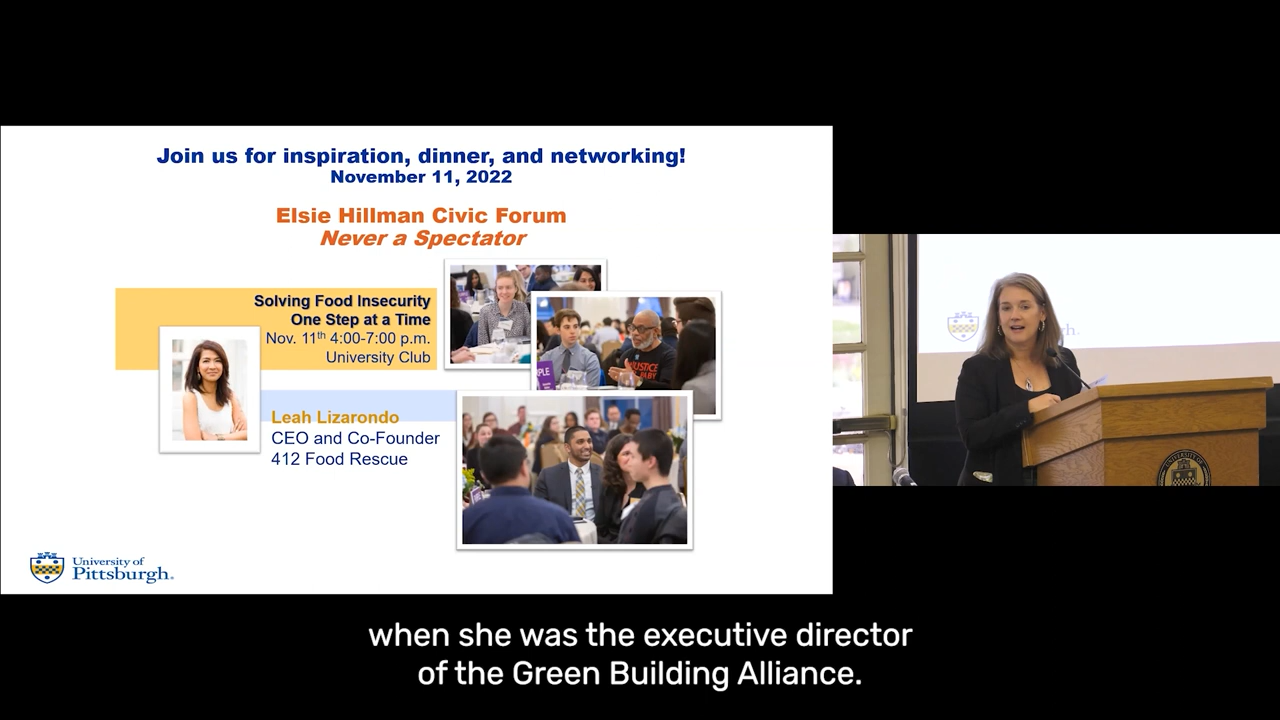 Join us for inspiration, dinner, and networking!
November 11, 2022
Elsie Hillman Civic Forum
Never a Spectator
Solving Food Insecurity
One Step at a Time
Nov. 11th 4:00-7:00 p.m.
University Club
Leah Lizarondo
CEO and Co-Founder
412 Food Rescue
University of
Pittsburgh.
when she was the executive director
of the Green Building Alliance.